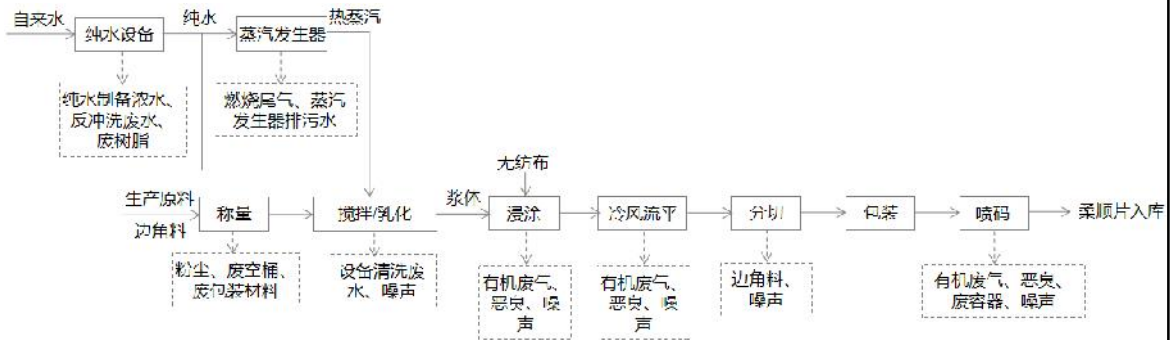 自来水
纯水设备
纯水
蒸汽发生器
热蒸汽
纯水制备浓水、
反冲洗废水、
废树脂
燃烧尾气、蒸汽
发生器排污水
无纺布
生产原料
边角料
称量
搅拌/乳化
浆体
浸涂
冷风流平
分切
包装
喷码
柔顺片入库
粉尘、废空桶、
废包装材料
设备清洗废
水、噪声
有机废气、
恶臭、噪
声
有机废气、
恶臭、噪
声
边角料、
噪声
有机废气、恶臭、
废容器、噪声